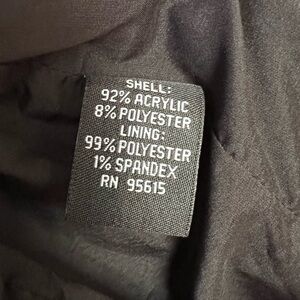 SHELL:
92% ACRYLIC
8% POLYESTER
LINING:
99% POLYESTER
1% SPANDEX
RN 95615